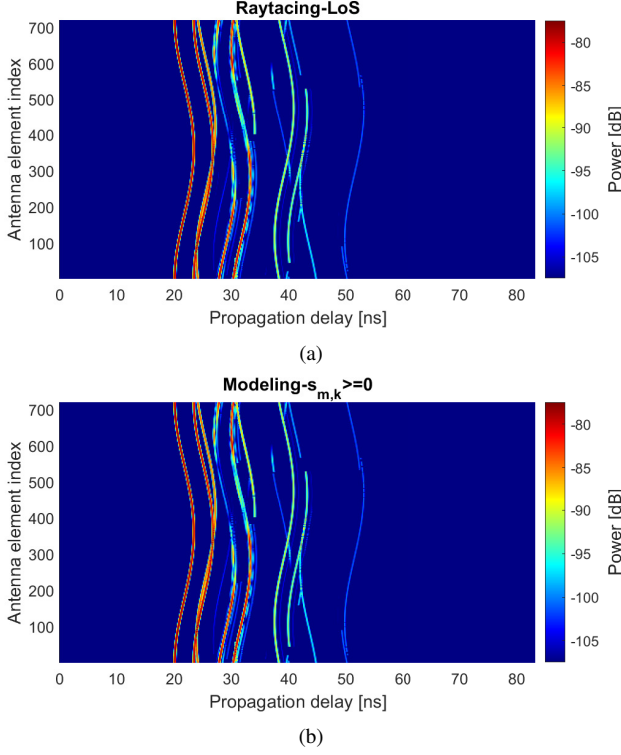 Raytacing-LoS
700
600
500
400
300
200
100
Antenna element index
0 10 20 30 40 50 60 70 80
Propagation delay [ns]
-80
-85
-90
-95
-100
-105
Power [dB]
(a)
Modeling-s_{m,k}>=0
700
600
500
400
300
200
100
Antenna element index
0 10 20 30 40 50 60 70 80
Propagation delay [ns]
-80
-85
-90
-95
-100
-105
Power [dB]
(b)